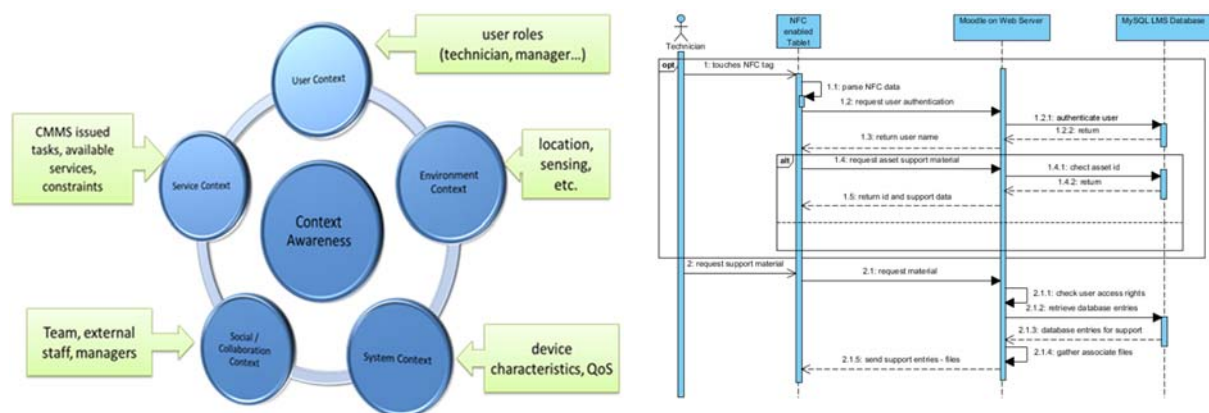 User Context
user roles
(technician, manager...)
CMMS issued
tasks, available
services,
constraints
Service Context
Environment
Context
location,
sensing,
etc.
Context
Awareness
Team, external
staff, managers
Social /
Collaboration
Context
System Context
device
characteristics, QoS
Technician
NFC
enabled
Tablet
Moodle on Web Server
MySQL LMS Database
opt
1: touches NFC tag
1.1: parse NFC data
1.2: request user authentication
1.2.1: authenticate user
1.2.2: return
1.3: return user name
alt
1.4: request asset support material
1.4.1: chect asset id
1.4.2: return
1.5: return id and support data
2: request support material
2.1: request material
2.1.1: check user access rights
2.1.2: retrieve database entries
2.1.3: database entries for support
2.1.4: gather associate files
2.1.5: send support entries - files